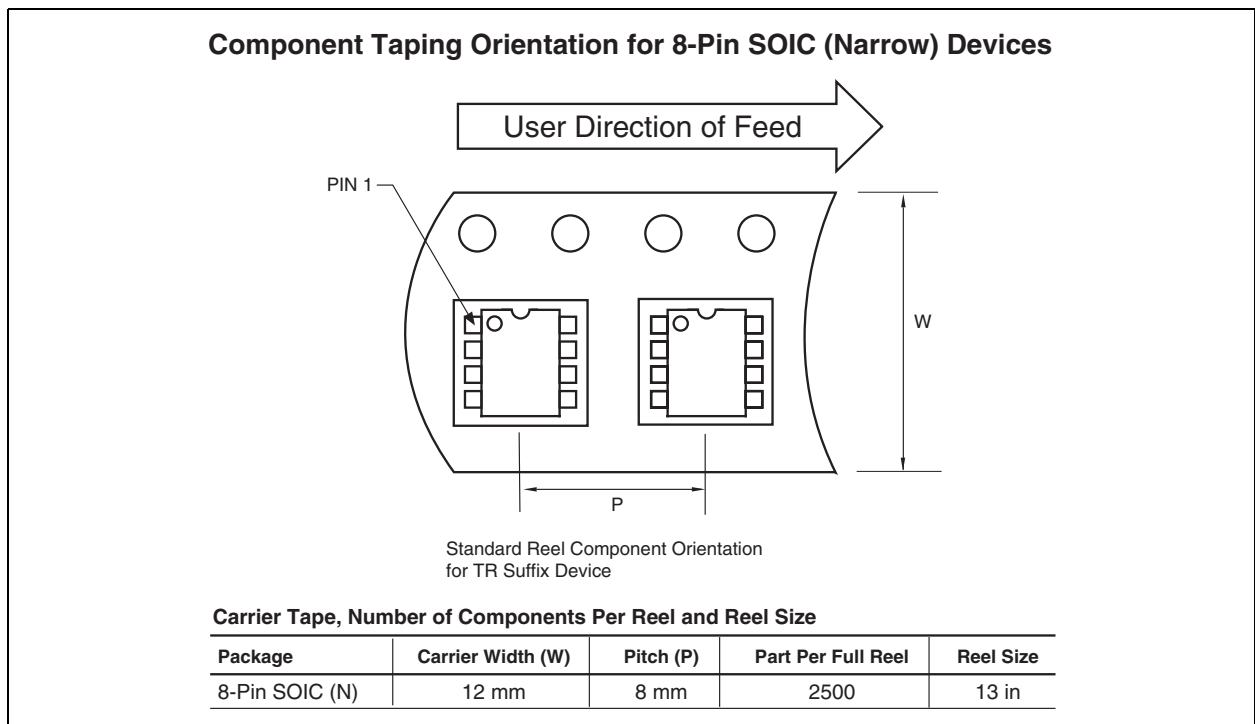 Component Taping Orientation for 8-Pin SOIC (Narrow) Devices
User Direction of Feed
PIN 1
W
P
Standard Reel Component Orientation
for TR Suffix Device
Carrier Tape, Number of Components Per Reel and Reel Size
Package Carrier Width (W) Pitch (P) Part Per Full Reel Reel Size
8-Pin SOIC (N) 12 mm 8 mm 2500 13 in